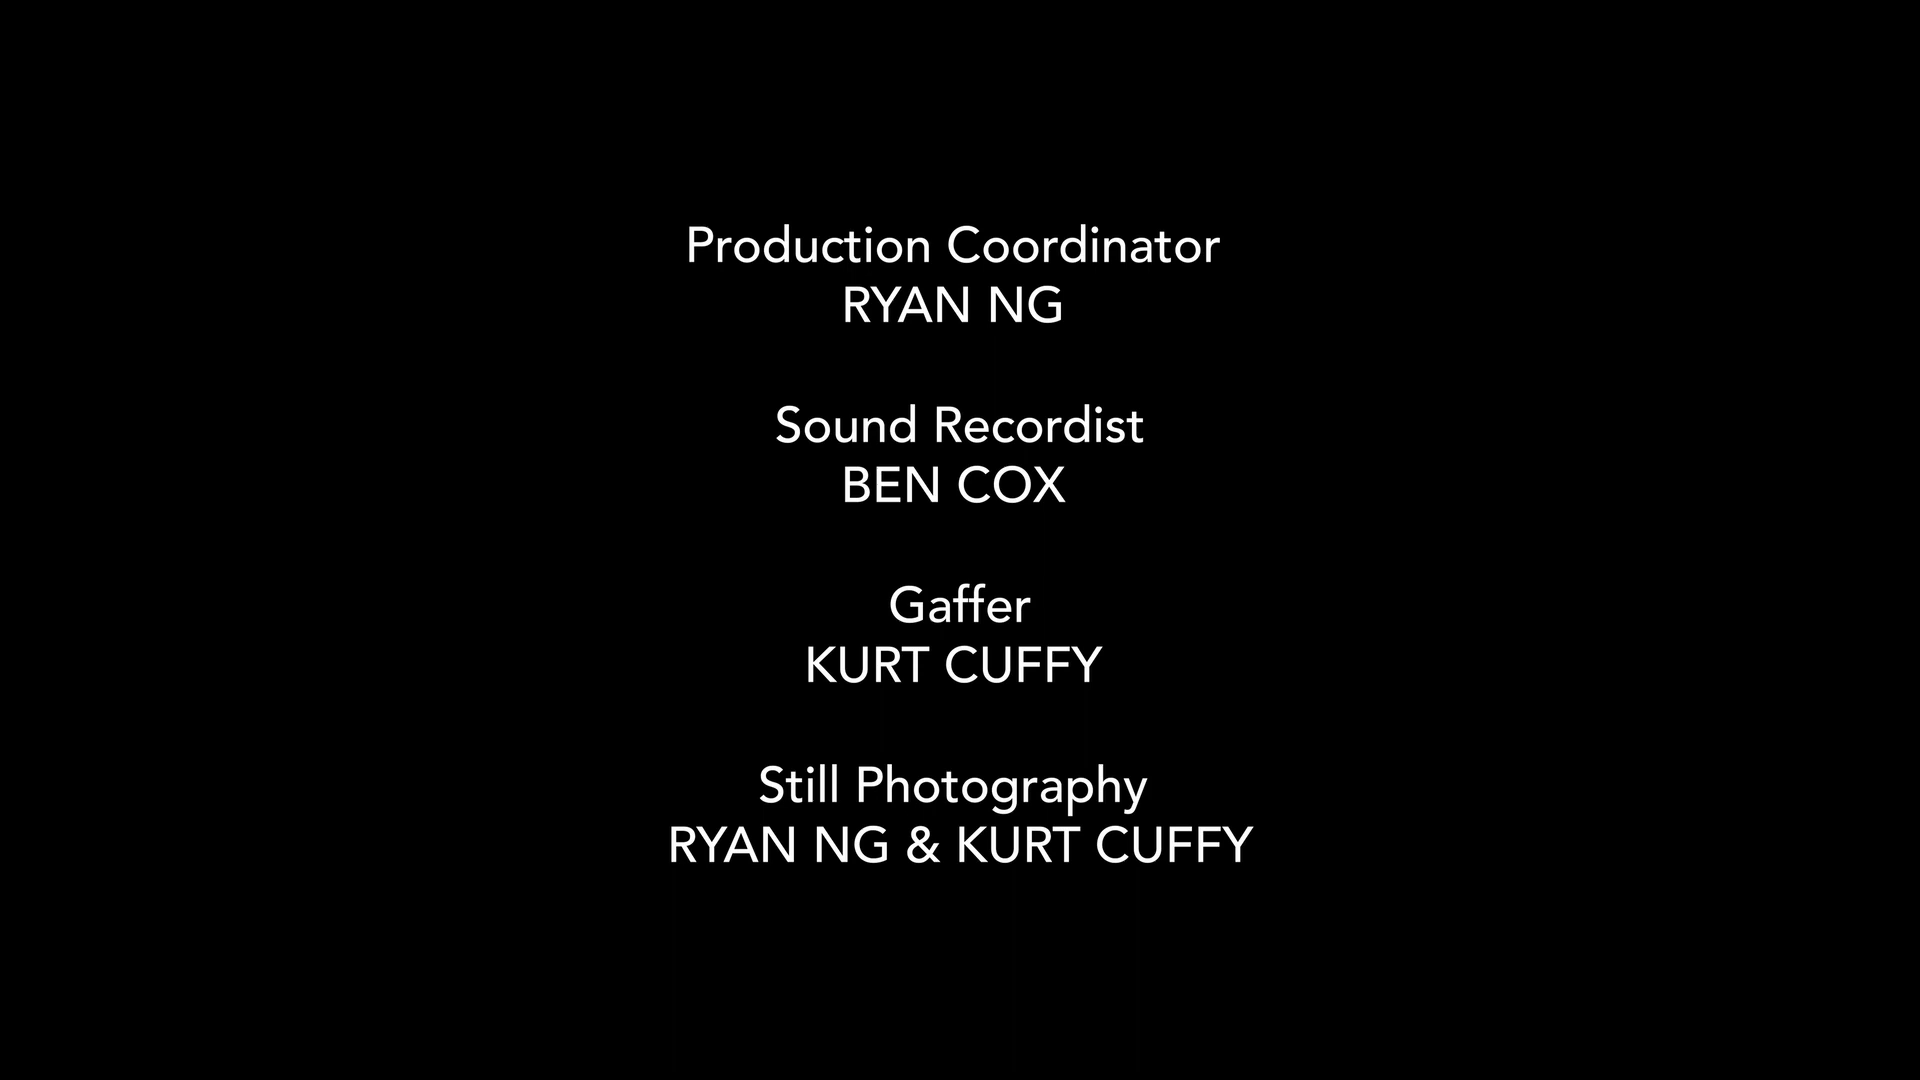 Production Coordinator
RYAN NG
Sound Recordist
BEN COX
Gaffer
KURT CUFFY
Still Photography
RYAN NG & KURT CUFFY